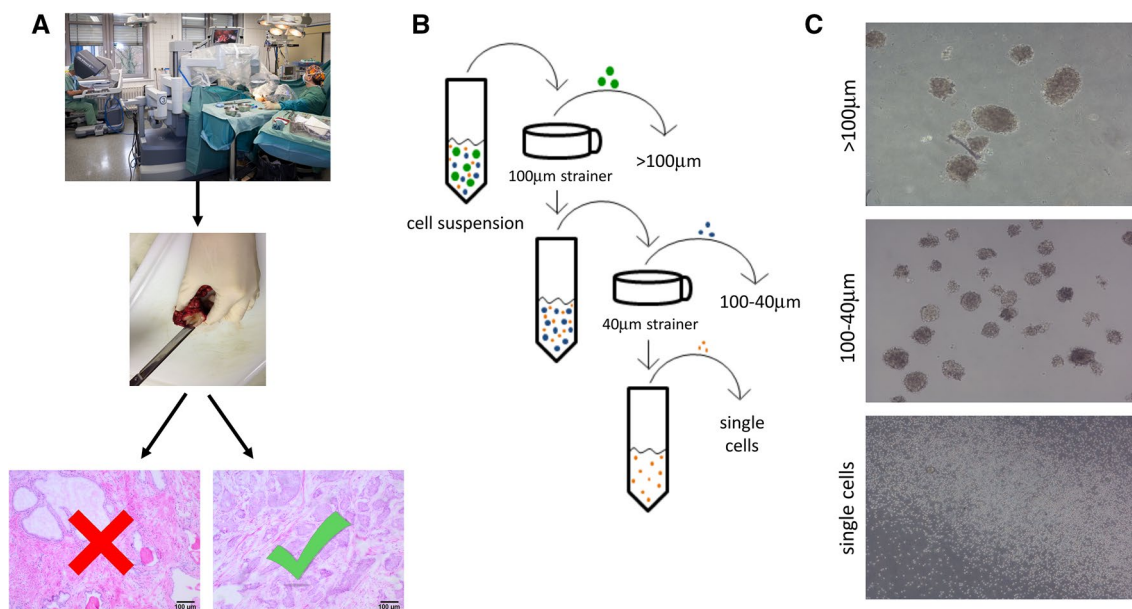 A
B
C
>100µm
100µm strainer
cell suspension
100-40µm
40µm strainer
single
cells
>100µm
100-40µm
single cells
100 µm
100 µm